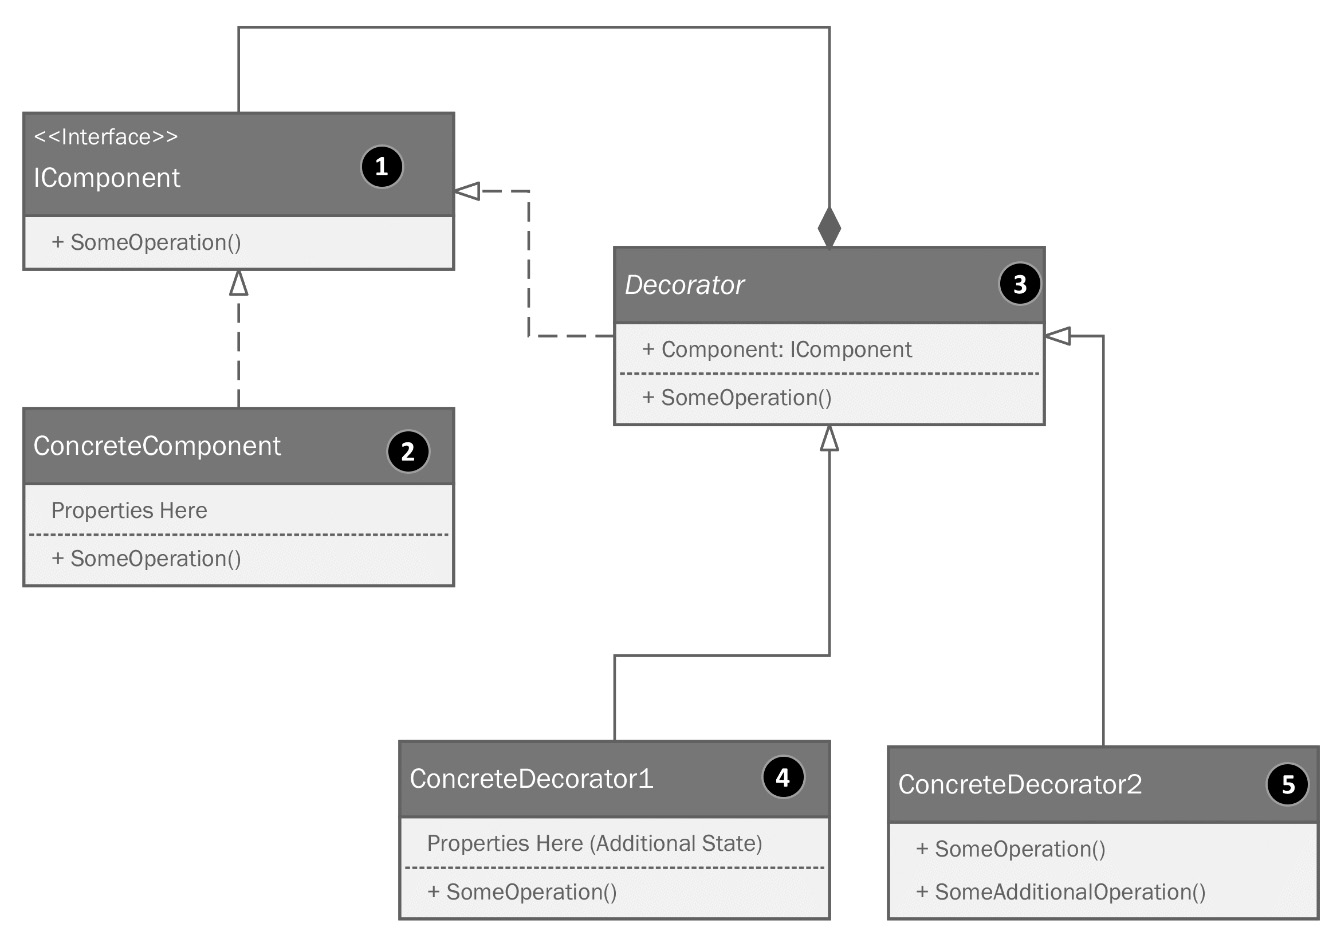 <<Interface>>
IComponent
1
+ SomeOperation()
Decorator
3
+ Component: IComponent
+ SomeOperation()
ConcreteComponent
2
Properties Here
+ SomeOperation()
ConcreteDecorator1
4
Properties Here (Additional State)
+ SomeOperation()
ConcreteDecorator2
5
+ SomeOperation()
+ SomeAdditionalOperation()